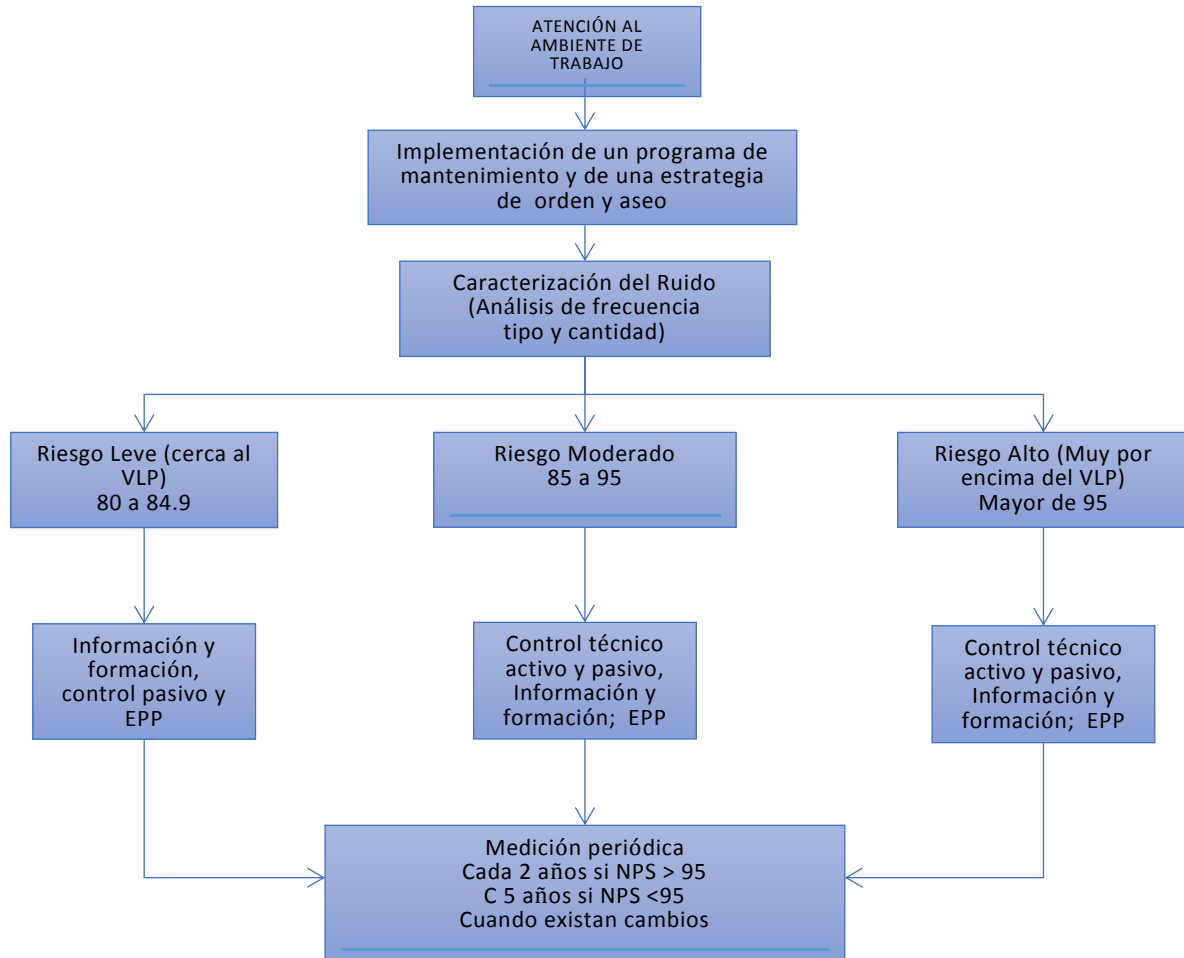 ATENCIÓN AL
AMBIENTE DE
TRABAJO
Implementación de un programa de
mantenimiento y de una estrategia
de orden y aseo
Caracterización del Ruido
(Análisis de frecuencia
tipo y cantidad)
Riesgo Leve (cerca al
VLP)
80 a 84.9
Riesgo Moderado
85 a 95
Riesgo Alto (Muy por
encima del VLP)
Mayor de 95
Información y
formación,
control pasivo y
EPP
Control técnico
activo y pasivo,
Información y
formación; EPP
Control técnico
activo y pasivo,
Información y
formación; EPP
Medición periódica
Cada 2 años si NPS > 95
C 5 años si NPS <95
Cuando existan cambios